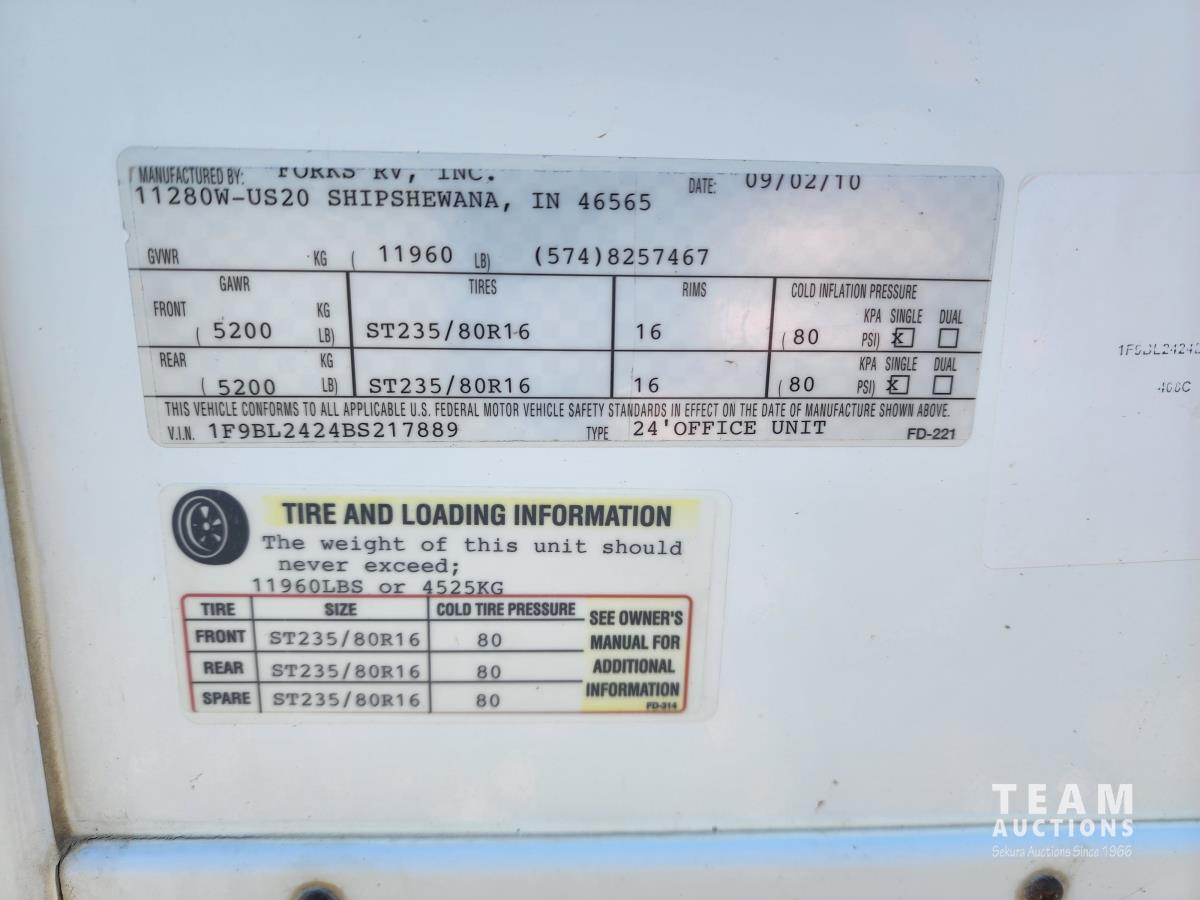 MANUFACTURED BY: FORKS RV, INC. DATE: 09/02/10
11280W-US20 SHIPSHEWANA, IN 46565
GVWR KG ( 11960 LB) (574)8257467
GAWR TIRES RIMS COLD INFLATION PRESSURE
FRONT KG KPA SINGLE DUAL
( 5200 LB) ST235/80R16 16 ( 80 PSI) X
REAR KG KPA SINGLE DUAL
( 5200 LB) ST235/80R16 16 ( 80 PSI) X
THIS VEHICLE CONFORMS TO ALL APPLICABLE U.S. FEDERAL MOTOR VEHICLE SAFETY STANDARDS IN EFFECT ON THE DATE OF MANUFACTURE SHOWN ABOVE.
V.I.N. 1F9BL2424BS217889 TYPE 24'OFFICE UNIT FD-221
TIRE AND LOADING INFORMATION
The weight of this unit should
never exceed;
11960LBS or 4525KG
TIRE SIZE COLD TIRE PRESSURE
FRONT ST235/80R16 80
REAR ST235/80R16 80
SPARE ST235/80R16 80
SEE OWNER'S
MANUAL FOR
ADDITIONAL
INFORMATION
FD-314
TEAM
AUCTIONS
Sekura Auctions Since 1966